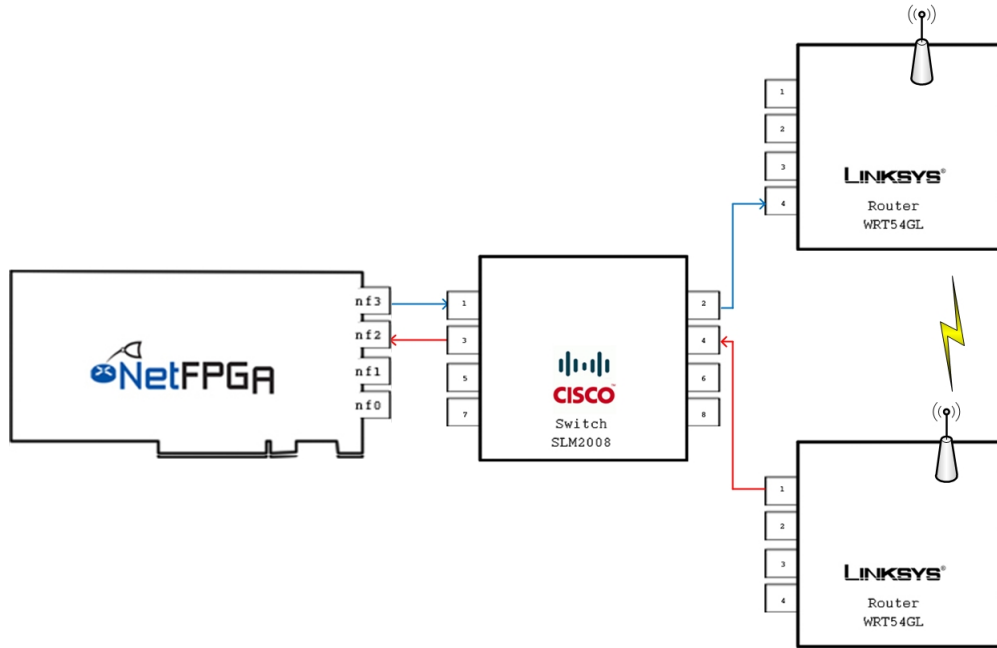 1
2
3
LINKSYS®
4
Router
WRT54GL
nf3
1
2
nf2
3
4
NetFPGA
nf1
5
6
CISCO™
nf0
7
8
Switch
SLM2008
1
2
3
LINKSYS®
4
Router
WRT54GL